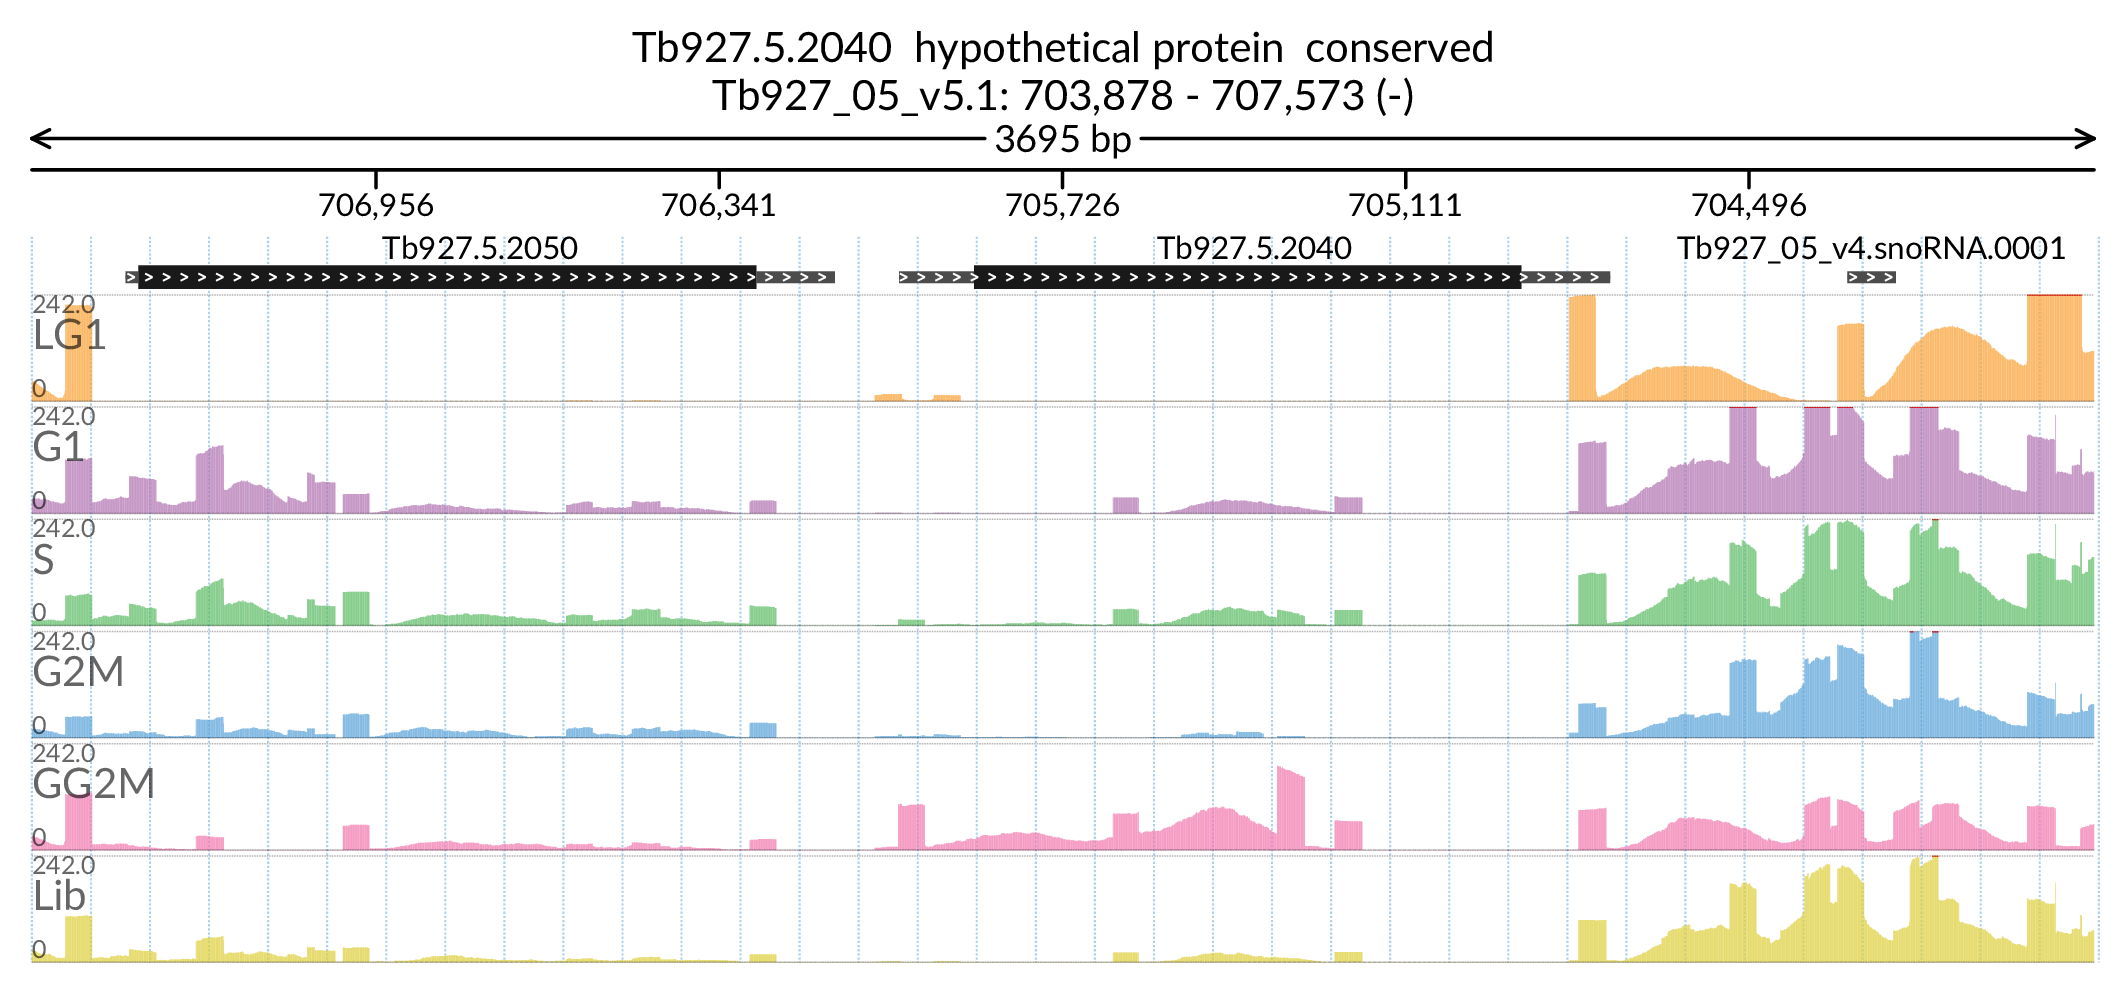 Tb927.5.2040 hypothetical protein conserved
Tb927_05_v5.1: 703,878 - 707,573 (-)
3695 bp
706,956 706,341 705,726 705,111 704,496
Tb927.5.2050 Tb927.5.2040 Tb927_05_v4.snoRNA.0001
242.0
LG1
0
242.0
G1
0
242.0
S
0
242.0
G2M
0
242.0
GG2M
0
242.0
Lib
0